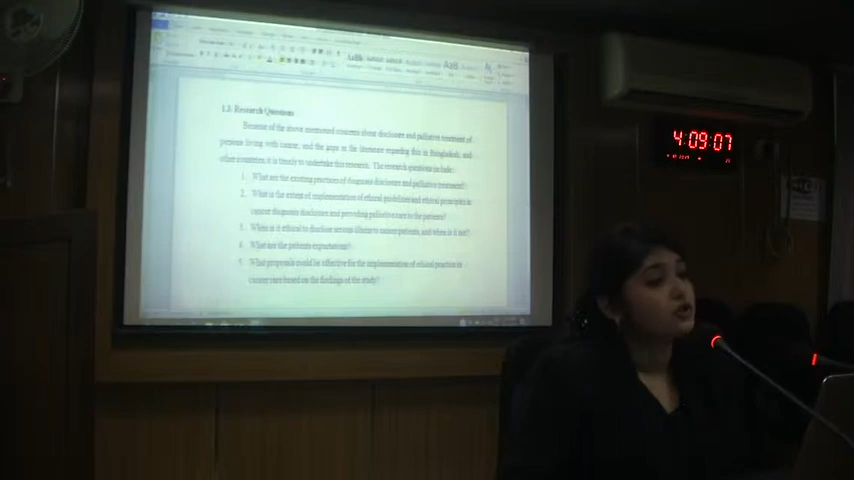 1.3. Research Questions
Because of the above mentioned concerns about disclosure and palliative treatment of
persons living with cancer, and the gaps in the literature regarding this in Bangladesh, and
other countries, it is timely to undertake this research. The research questions include:
1. What are the existing practices of diagnosis disclosure and palliative treatment?
2. What is the extent of implementation of ethical guidelines and ethical principles in
cancer diagnosis disclosure and providing palliative care to the patients?
3. When is it ethical to disclose serious illness to cancer patients, and when is it not?
4. What are the patients expectations?
5. What proposals could be effective for the implementation of ethical practice in
cancer care based on the findings of the study?
4:09:07